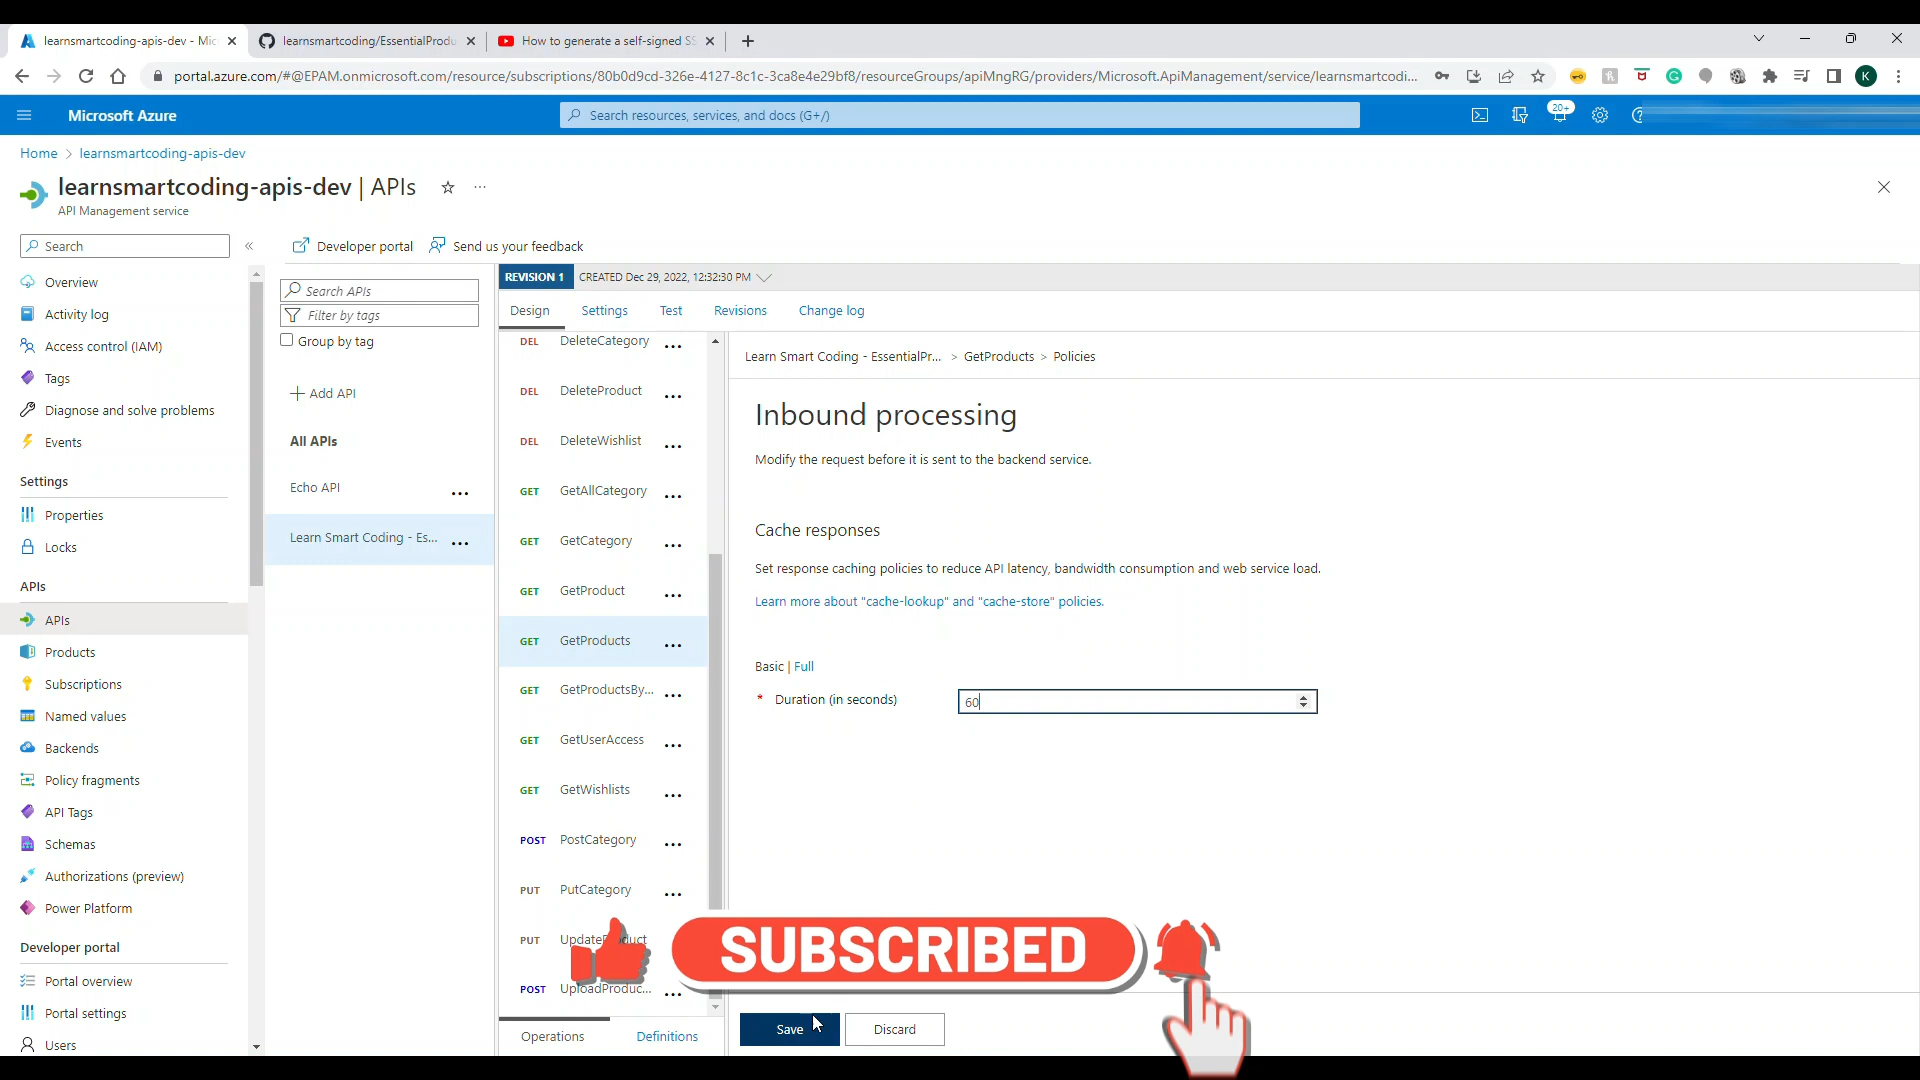 learnsmartcoding-apis-dev - Mic
learnsmartcoding/EssentialProdu
How to generate a self-signed SS
portal.azure.com/#@EPAM.onmicrosoft.com/resource/subscriptions/80b0d9cd-326e-4127-8c1c-3ca8e4e29bf8/resourceGroups/apiMngRG/providers/Microsoft.ApiManagement/service/learnsmartcodi...
K
Microsoft Azure
Search resources, services, and docs (G+/)
20+
Home > learnsmartcoding-apis-dev
learnsmartcoding-apis-dev | APIs
API Management service
Search
Developer portal
Send us your feedback
Overview
Activity log
Access control (IAM)
Tags
Diagnose and solve problems
Events
Settings
Properties
Locks
APIs
APIs
Products
Subscriptions
Named values
Backends
Policy fragments
API Tags
Schemas
Authorizations (preview)
Power Platform
Developer portal
Portal overview
Portal settings
Users
Search APIs
Filter by tags
Group by tag
Add API
All APIs
Echo API
Learn Smart Coding - Es...
REVISION 1 CREATED Dec 29, 2022, 12:32:30 PM
Design Settings Test Revisions Change log
DEL DeleteCategory
DEL DeleteProduct
DEL DeleteWishlist
GET GetAllCategory
GET GetCategory
GET GetProduct
GET GetProducts
GET GetProductsBy...
GET GetUserAccess
GET GetWishlists
POST PostCategory
PUT PutCategory
PUT UpdateProduct
POST UploadProduc...
Operations Definitions
Learn Smart Coding - EssentialPr... > GetProducts > Policies
Inbound processing
Modify the request before it is sent to the backend service.
Cache responses
Set response caching policies to reduce API latency, bandwidth consumption and web service load.
Learn more about "cache-lookup" and "cache-store" policies.
Basic | Full
* Duration (in seconds) 60
SUBSCRIBED
Save Discard